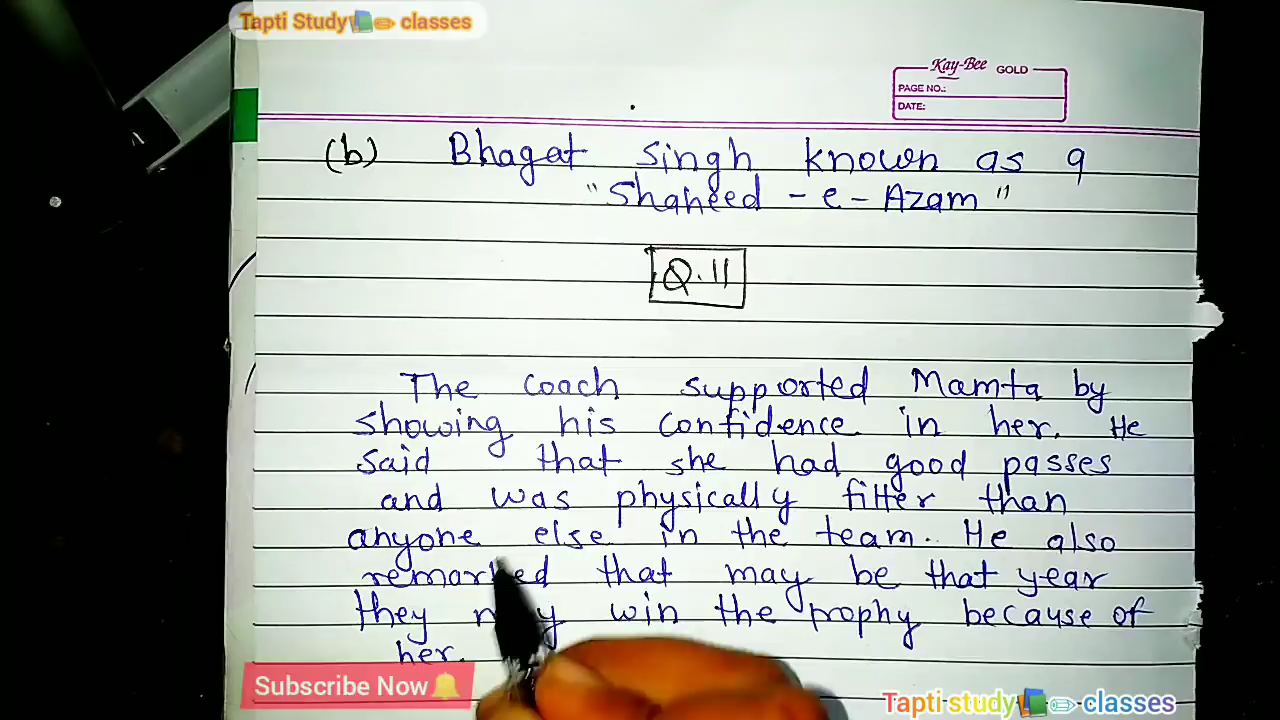 Tapti Study classes
Kay-Bee GOLD
PAGE NO.:
DATE:
(b) Bhagat Singh known as a
"Shaheed - e - Azam"
Q.11
The coach supported Mamta by
showing his confidence in her. He
said that she had good passes
and was physically fitter than
anyone else in the team. He also
remarked that may be that year
they may win the prophy because of
her.
Subscribe Now
Tapti study classes